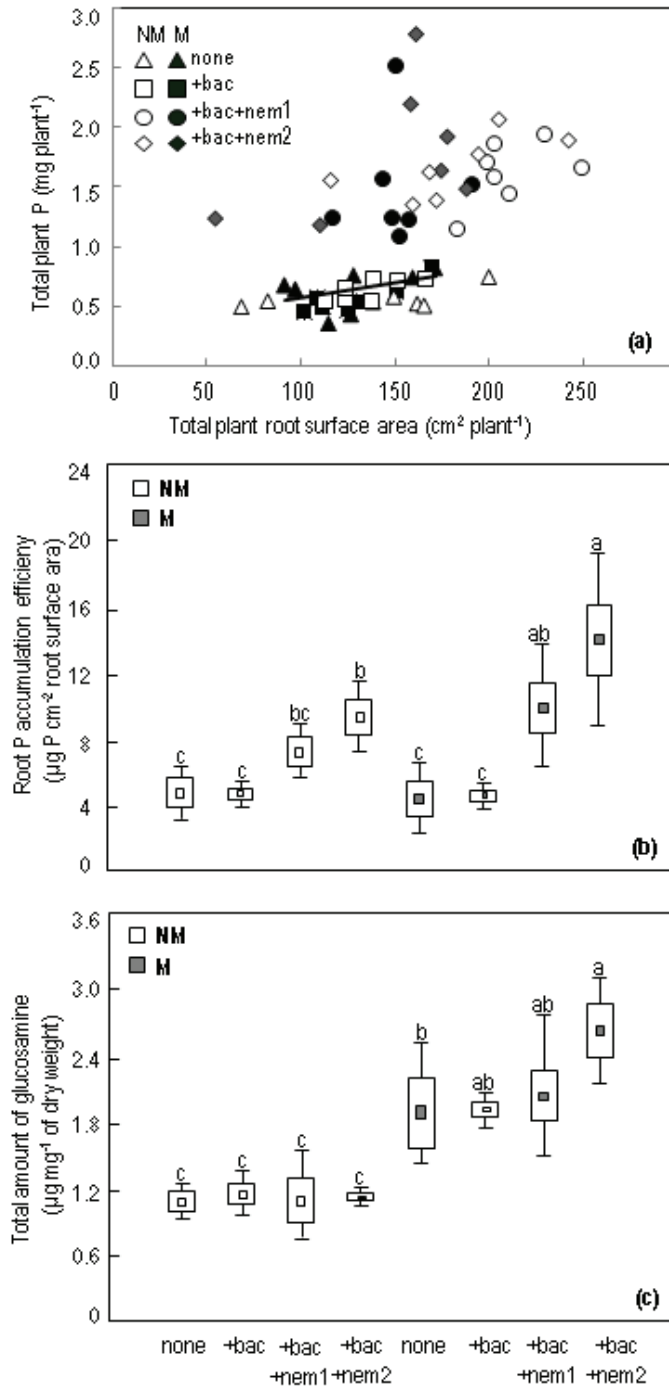 3.0
NM M
none
2.5
+bac
+bac+nem1
2.0
+bac+nem2
1.5
1.0
0.5
0.0
(a)
0 50 100 150 200 250
Total plant P (mg plant⁻¹)
Total plant root surface area (cm² plant⁻¹)
24
NM
M
20
a
16
ab
12
b
bc
8
c c c c
4
0
(b)
Root P accumulation efficieny
(µg P cm⁻² root surface ara)
3.6
NM
M
a
3.0
ab
b
2.4
ab
1.8
c c c c
1.2
0.6
0
(c)
Total amount of glucosamine
(µg mg⁻¹ of dry weight)
none +bac +bac +bac none +bac +bac +bac
+nem1 +nem2 +nem1 +nem2